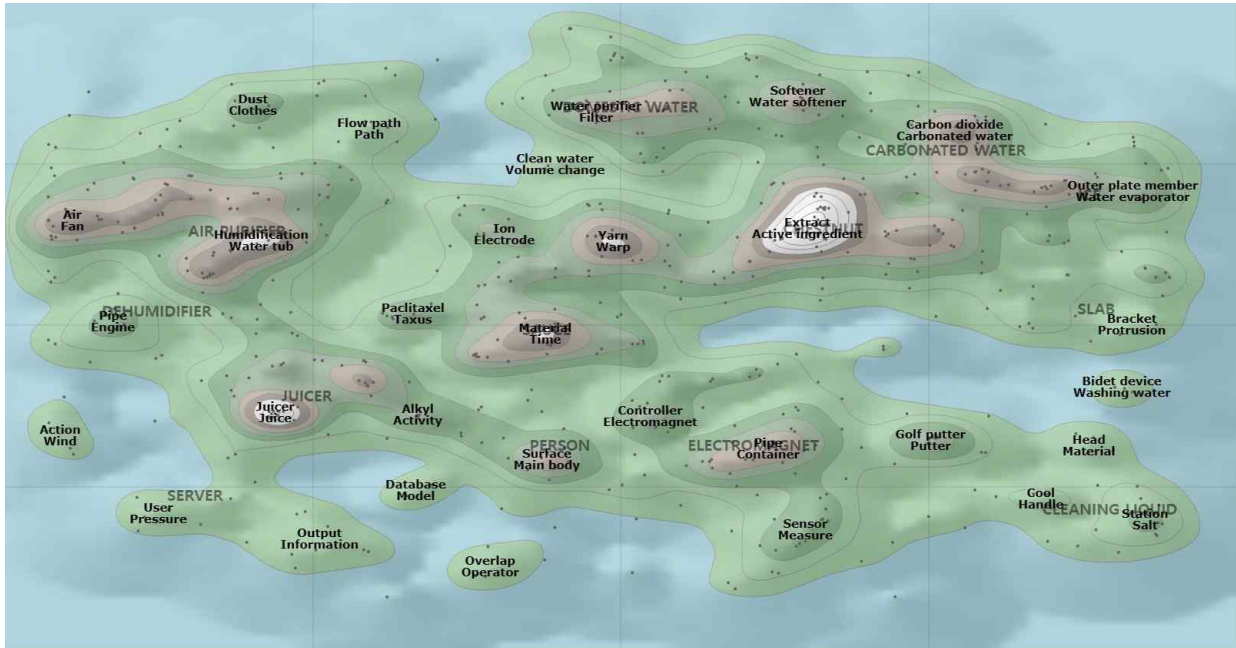 Softener
Water softener
Dust
Clothes
Water purifier
Filter
WATER
Flow path
Path
Carbon dioxide
Carbonated water
CARBONATED WATER
Clean water
Volume change
Outer plate member
Water evaporator
Air
Fan
AIR PURIFIER
Humidification
Water tub
Ion
Electrode
Yarn
Warp
Extract
Active ingredient
CHESTNUT
DEHUMIDIFIER
Pipe
Engine
Paclitaxel
Taxus
Material
Time
SLAB
Bracket
Protrusion
Bidet device
Washing water
JUICER
Juicer
Juice
Alkyl
Activity
Controller
Electromagnet
Action
Wind
PERSON
Surface
Main body
ELECTROMAGNET
Pipe
Container
Golf putter
Putter
Head
Material
Database
Model
SERVER
User
Pressure
Output
Information
Overlap
Operator
Sensor
Measure
Handle
CLEANING LIQUID
Station
Salt